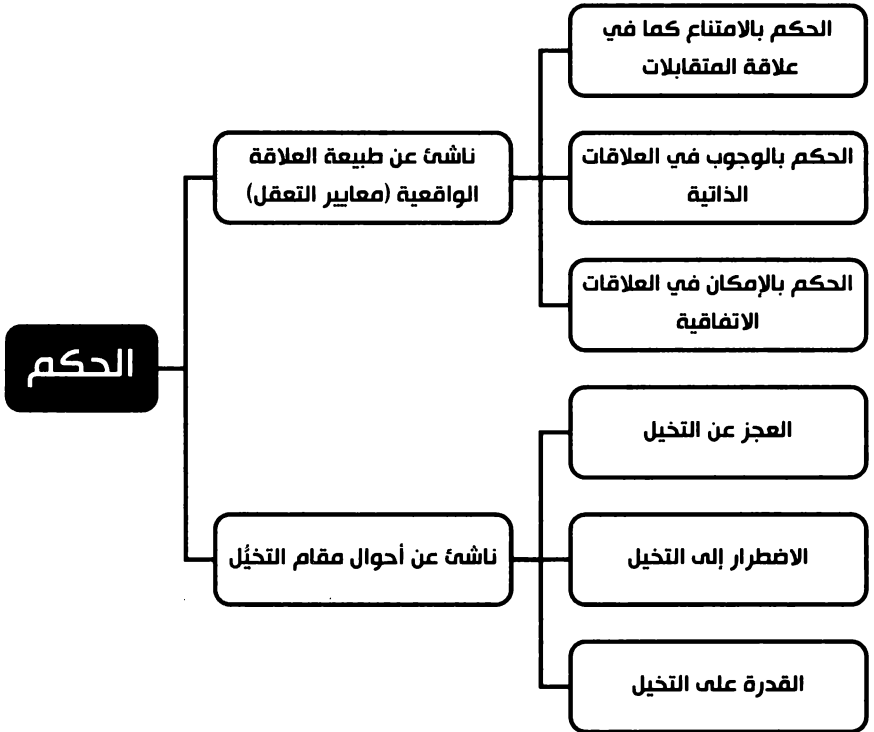 الحكم
ناشئ عن طبيعة العلاقة
الواقعية (معايير التعقل)
الحكم بالامتناع كما في
علاقة المتقابلات
الحكم بالوجوب في العلاقات
الذاتية
الحكم بالإمكان في العلاقات
الاتفاقية
ناشئ عن أحوال مقام التخيُّل
العجز عن التخيل
الاضطرار إلى التخيل
القدرة على التخيل